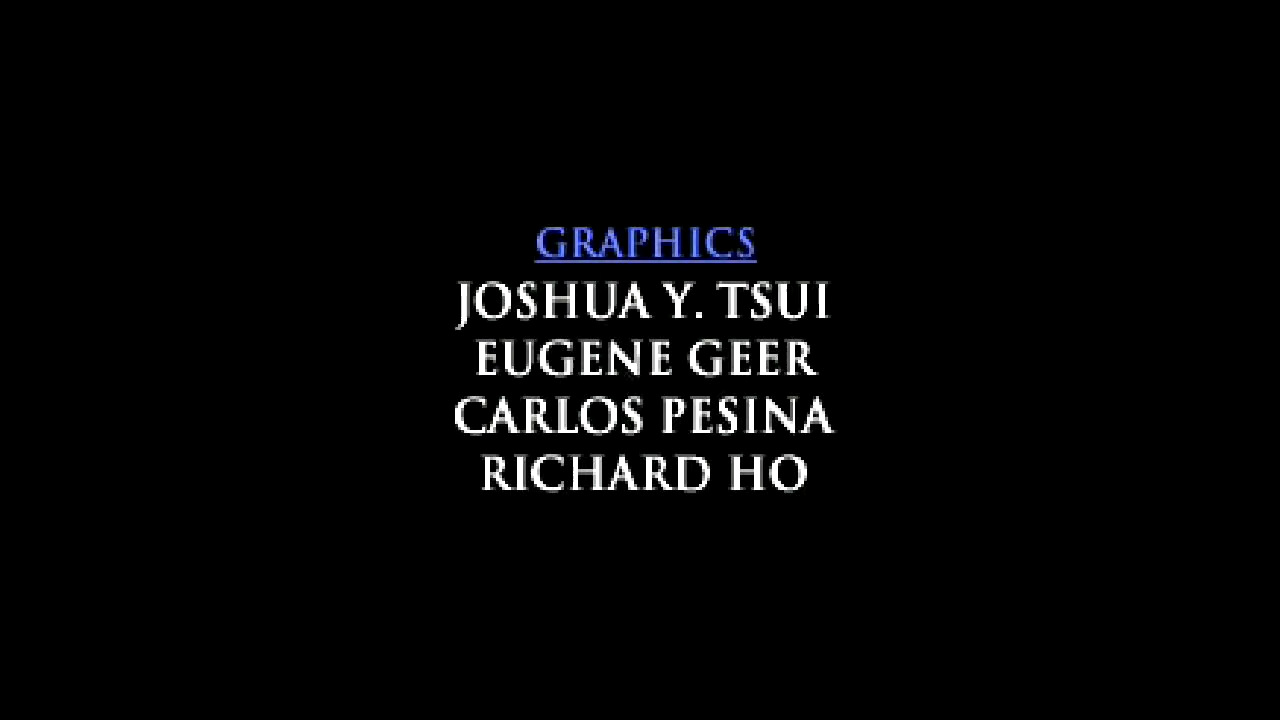 GRAPHICS
JOSHUA Y. TSUI
EUGENE GEER
CARLOS PESINA
RICHARD HO